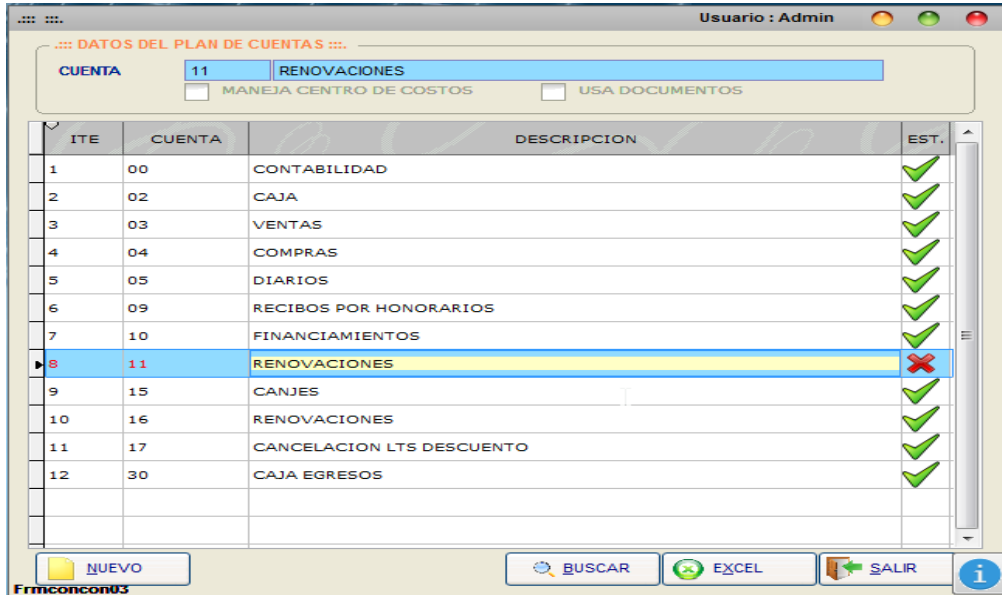 .::: :::.  Usuario : Admin
.::: DATOS DEL PLAN DE CUENTAS :::.
CUENTA 11 RENOVACIONES
MANEJA CENTRO DE COSTOS USA DOCUMENTOS
ITE CUENTA DESCRIPCION EST.
1 00 CONTABILIDAD
2 02 CAJA
3 03 VENTAS
4 04 COMPRAS
5 05 DIARIOS
6 09 RECIBOS POR HONORARIOS
7 10 FINANCIAMIENTOS
8 11 RENOVACIONES
9 15 CANJES
10 16 RENOVACIONES
11 17 CANCELACION LTS DESCUENTO
12 30 CAJA EGRESOS
NUEVO BUSCAR EXCEL SALIR
Frmconcon03